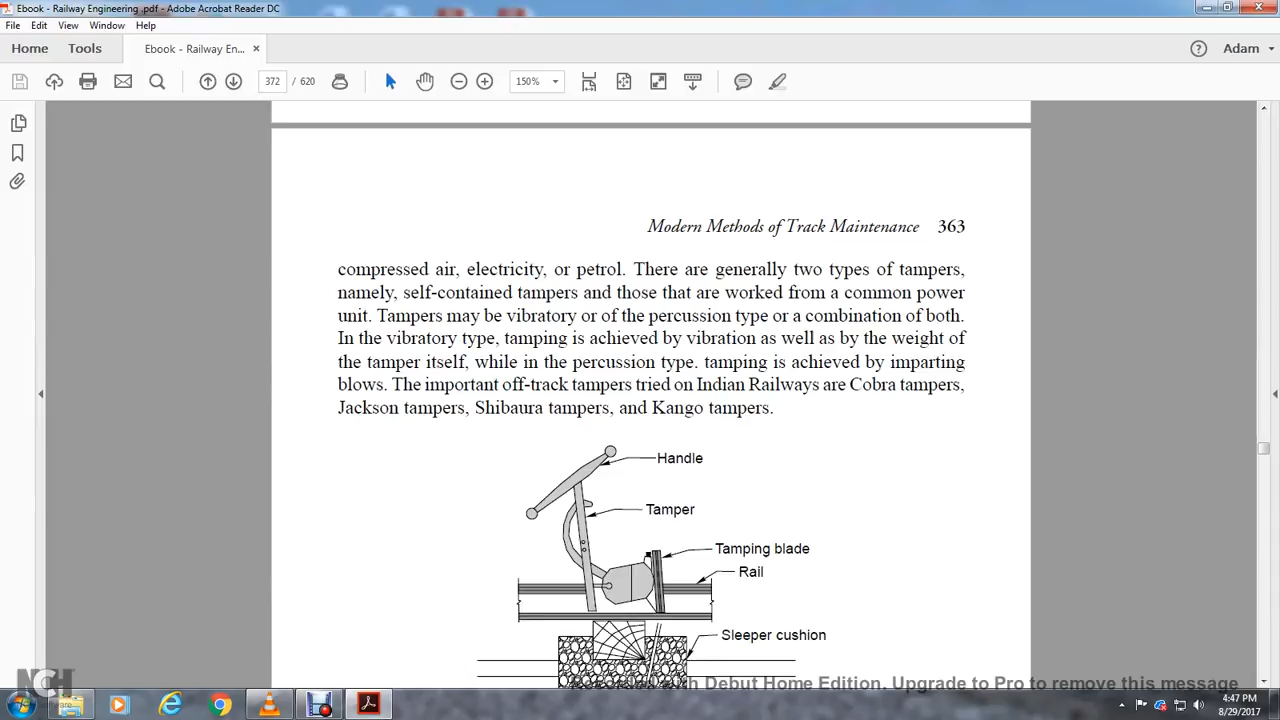 Ebook - Railway Engineering .pdf - Adobe Acrobat Reader DC
File Edit View Window Help
Home Tools Ebook - Railway En... × Adam
372 / 620 150%
Modern Methods of Track Maintenance 363
compressed air, electricity, or petrol. There are generally two types of tampers,
namely, self-contained tampers and those that are worked from a common power
unit. Tampers may be vibratory or of the percussion type or a combination of both.
In the vibratory type, tamping is achieved by vibration as well as by the weight of
the tamper itself, while in the percussion type. tamping is achieved by imparting
blows. The important off-track tampers tried on Indian Railways are Cobra tampers,
Jackson tampers, Shibaura tampers, and Kango tampers.
Handle
Tamper
Tamping blade
Rail
Sleeper cushion
NCH
ware
Debut Home Edition. Upgrade to Pro to remove this message
4:47 PM
8/29/2017